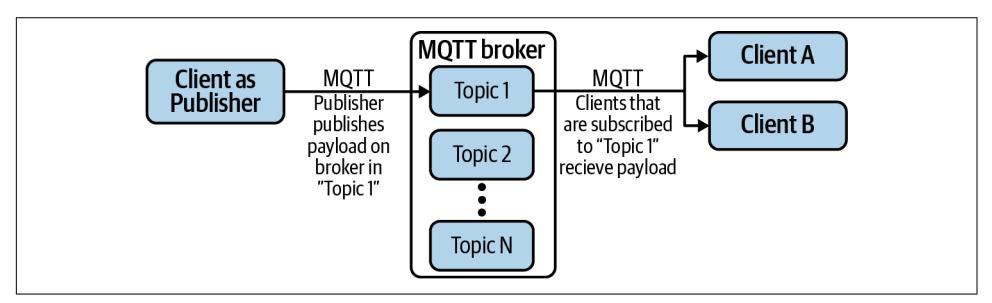 Client as
Publisher
MQTT
Publisher
publishes
payload on
broker in
"Topic 1"
MQTT broker
Topic 1
Topic 2
Topic N
MQTT
Clients that
are subscribed
to “Topic 1”
recieve payload
Client A
Client B